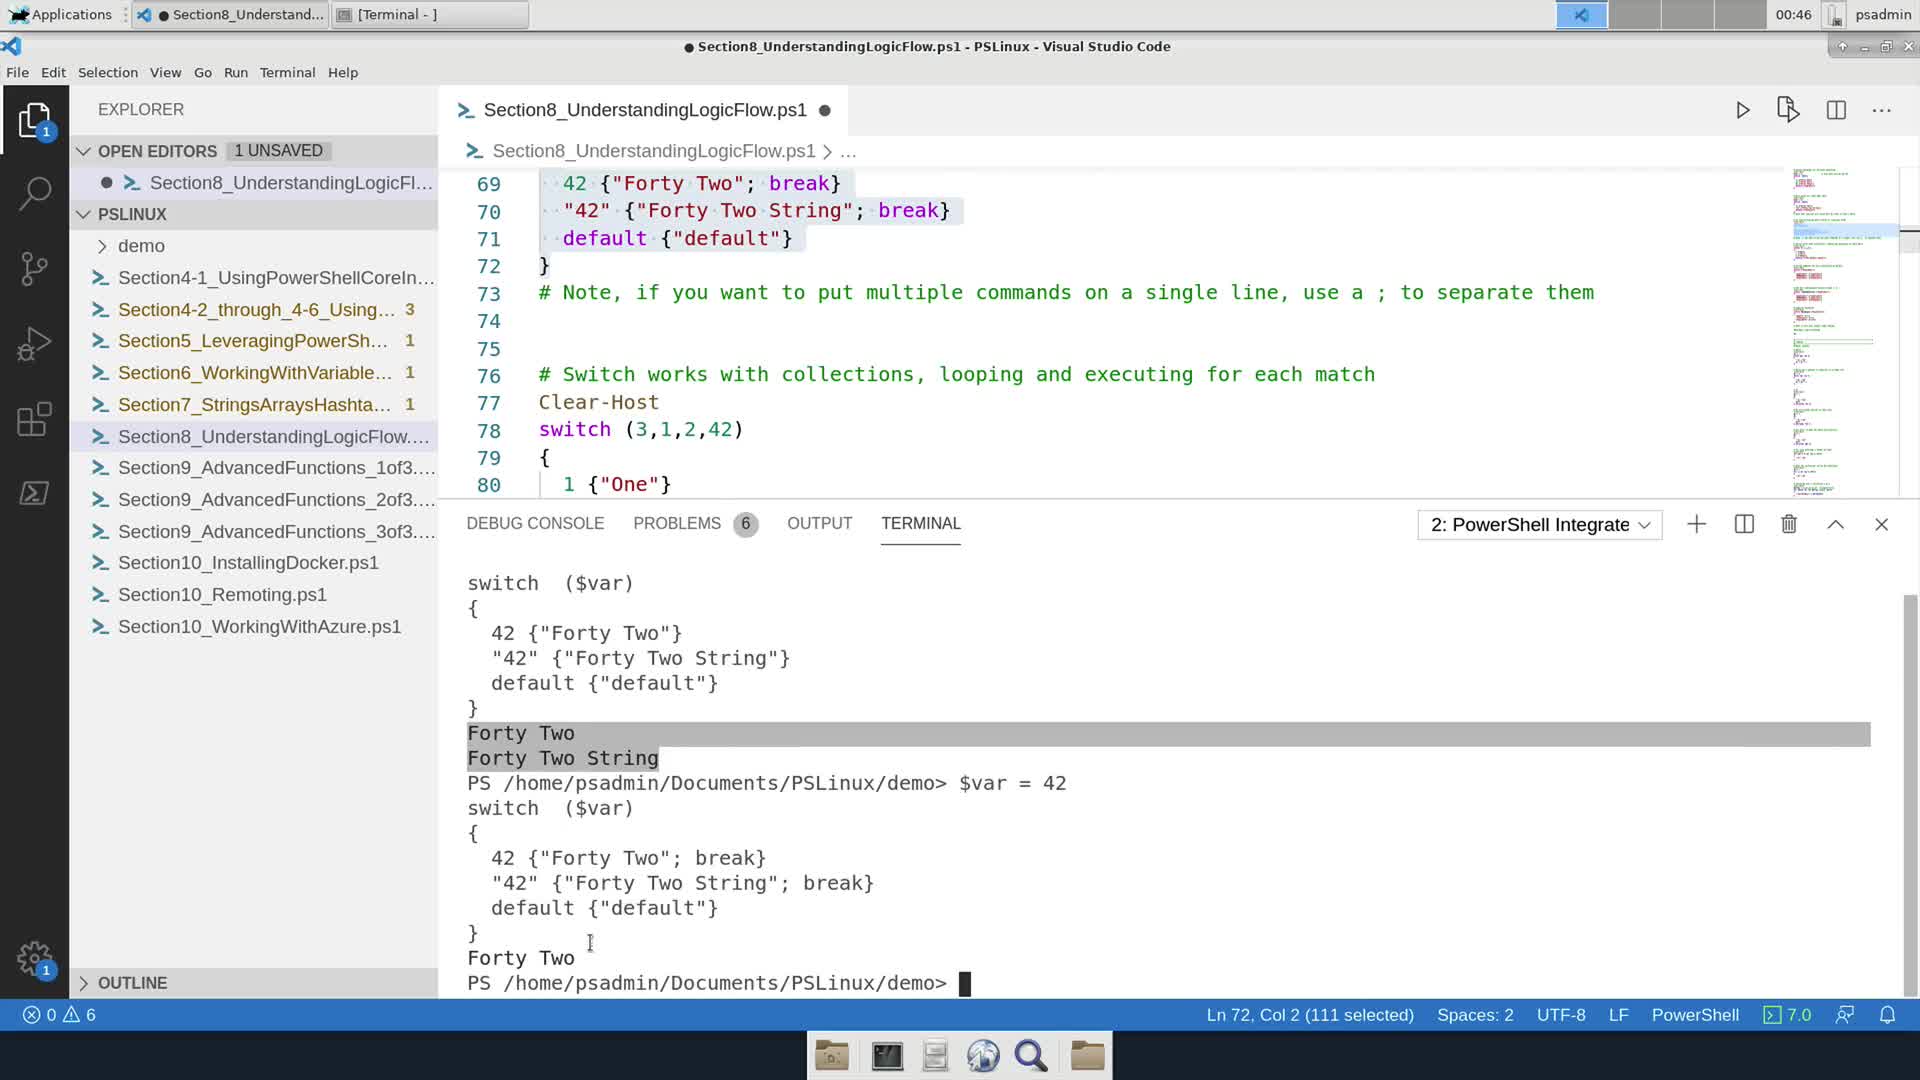 Applications
● Section8_Understand...
[Terminal - ]
00:46
psadmin
● Section8_UnderstandingLogicFlow.ps1 - PSLinux - Visual Studio Code
File Edit Selection View Go Run Terminal Help
EXPLORER
OPEN EDITORS 1 UNSAVED
Section8_UnderstandingLogicFl...
PSLINUX
demo
Section4-1_UsingPowerShellCoreIn...
Section4-2_through_4-6_Using... 3
Section5_LeveragingPowerSh... 1
Section6_WorkingWithVariable... 1
Section7_StringsArraysHashta... 1
Section8_UnderstandingLogicFlow....
Section9_AdvancedFunctions_1of3....
Section9_AdvancedFunctions_2of3....
Section9_AdvancedFunctions_3of3....
Section10_InstallingDocker.ps1
Section10_Remoting.ps1
Section10_WorkingWithAzure.ps1
OUTLINE
1
1
Section8_UnderstandingLogicFlow.ps1 ●
Section8_UnderstandingLogicFlow.ps1 > ...
69 42 {"Forty Two"; break}
70 "42" {"Forty Two String"; break}
71 default {"default"}
72 }
73 # Note, if you want to put multiple commands on a single line, use a ; to separate them
74
75
76 # Switch works with collections, looping and executing for each match
77 Clear-Host
78 switch (3,1,2,42)
79 {
80 1 {"One"}
DEBUG CONSOLE PROBLEMS 6 OUTPUT TERMINAL
2: PowerShell Integrate
switch ($var)
{
42 {"Forty Two"}
"42" {"Forty Two String"}
default {"default"}
}
Forty Two
Forty Two String
PS /home/psadmin/Documents/PSLinux/demo> $var = 42
switch ($var)
{
42 {"Forty Two"; break}
"42" {"Forty Two String"; break}
default {"default"}
}
Forty Two
PS /home/psadmin/Documents/PSLinux/demo>
0 6
Ln 72, Col 2 (111 selected) Spaces: 2 UTF-8 LF PowerShell 7.0